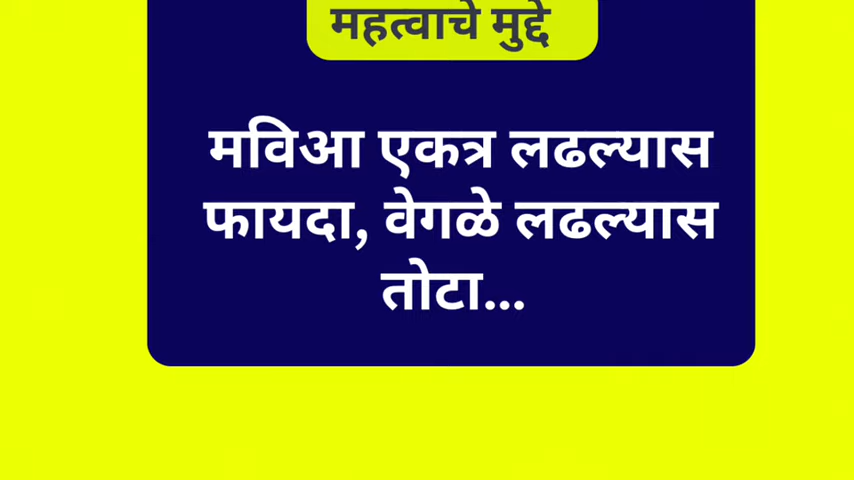 महत्वाचे मुद्दे
मविआ एकत्र लढल्यास
फायदा, वेगळे लढल्यास
तोटा...